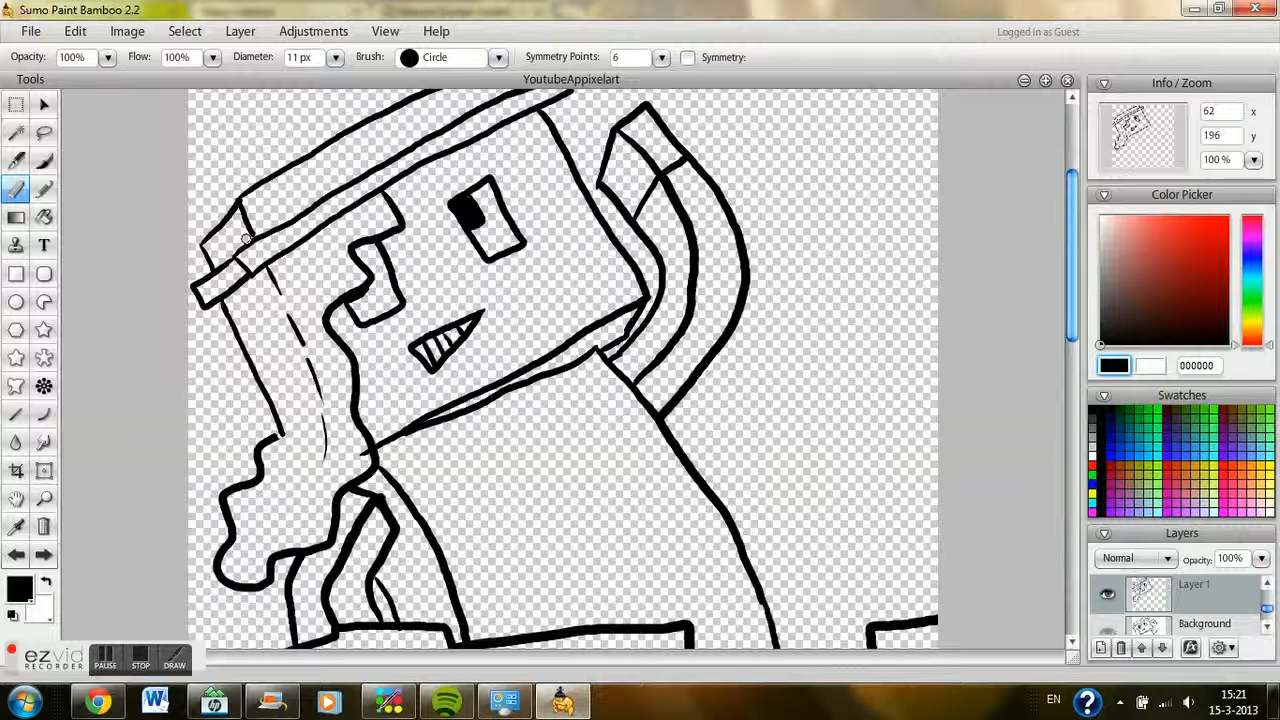 Sumo Paint Bamboo 2.2
File Edit Image Select Layer Adjustments View Help
Logged in as Guest
Opacity: 100% Flow: 100% Diameter: 11 px Brush: Circle Symmetry Points: 6 Symmetry:
Tools
YoutubeAppixelart
Info / Zoom
62 x
196 y
100 %
Color Picker
000000
Swatches
Layers
Normal Opacity: 100%
Layer 1
Background
ezvid
RECORDER
PAUSE STOP DRAW
EN
15:21
15-3-2013